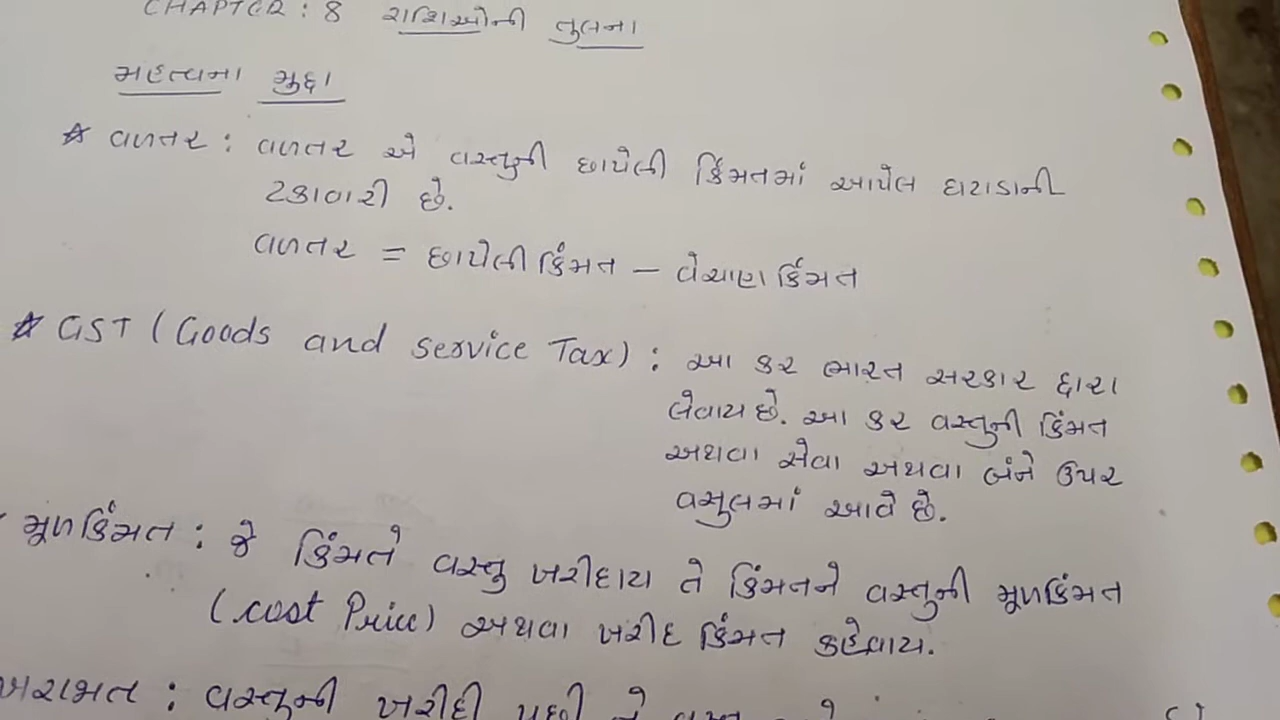 CHAPTER : 8 રાશિઓની તુલના
મહત્વના મુદ્દા
☆ વળતર : વળતર એ વસ્તુની છાપેલી કિંમતમાં આપેલ ઘટાડાની
ટકાવારી છે.
વળતર = છાપેલી કિંમત – વેચાણ કિંમત
☆ GST ( Goods and Service Tax) : આ કર ભારત સરકાર દ્વારા
લેવાય છે. આ કર વસ્તુની કિંમત
અથવા સેવા અથવા બંને ઉપર
વસુલમાં આવે છે.
મૂળકિંમત : જે કિંમતે વસ્તુ ખરીદાય તે કિંમતને વસ્તુની મૂળકિંમત
(cost Price) અથવા ખરીદ કિંમત કહેવાય.
ખરાજાત : વસ્તુની ખરીદી પછી